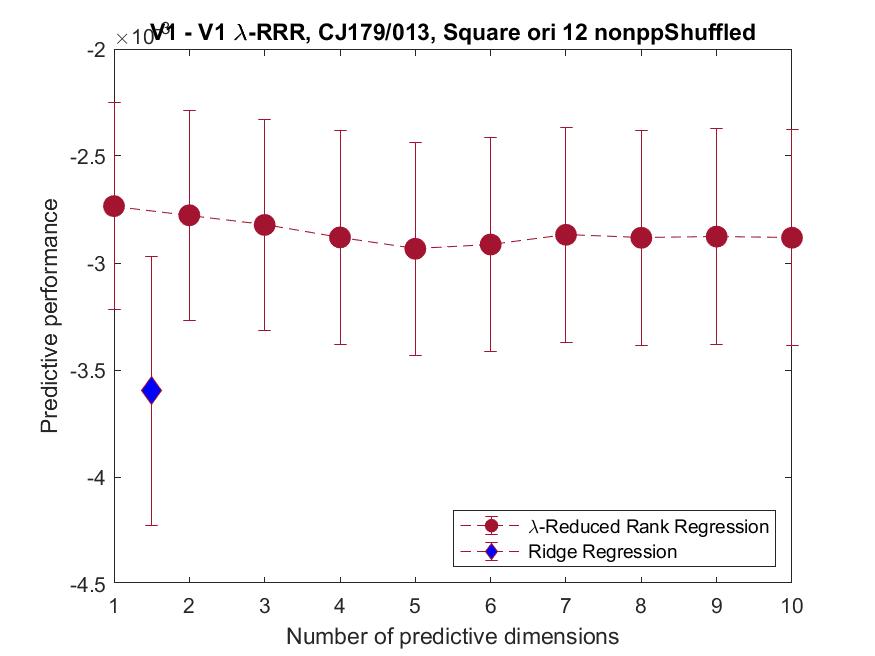 V1 - V1 λ-RRR, CJ179/013, Square ori 12 nonppShuffled
×10
-2
-2.5
-3
-3.5
-4
-4.5
Predictive performance
1 2 3 4 5 6 7 8 9 10
Number of predictive dimensions
λ-Reduced Rank Regression
Ridge Regression